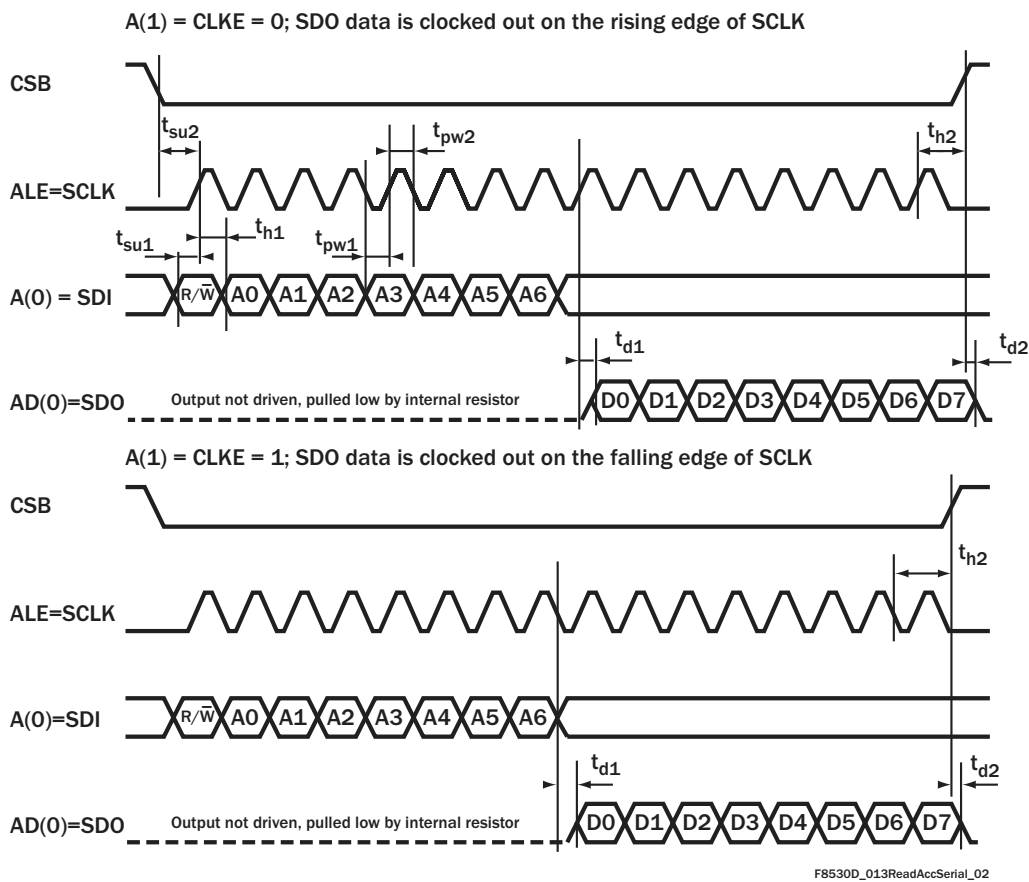 A(1) = CLKE = 0; SDO data is clocked out on the rising edge of SCLK
CSB
tsu2
tpw2
th2
ALE=SCLK
tsu1
th1
tpw1
A(0) = SDI
R/W̅ A0 A1 A2 A3 A4 A5 A6
td1
td2
AD(0)=SDO
Output not driven, pulled low by internal resistor
D0 D1 D2 D3 D4 D5 D6 D7
A(1) = CLKE = 1; SDO data is clocked out on the falling edge of SCLK
CSB
th2
ALE=SCLK
A(0)=SDI
R/W̅ A0 A1 A2 A3 A4 A5 A6
td1
td2
AD(0)=SDO
Output not driven, pulled low by internal resistor
D0 D1 D2 D3 D4 D5 D6 D7
F8530D_013ReadAccSerial_02